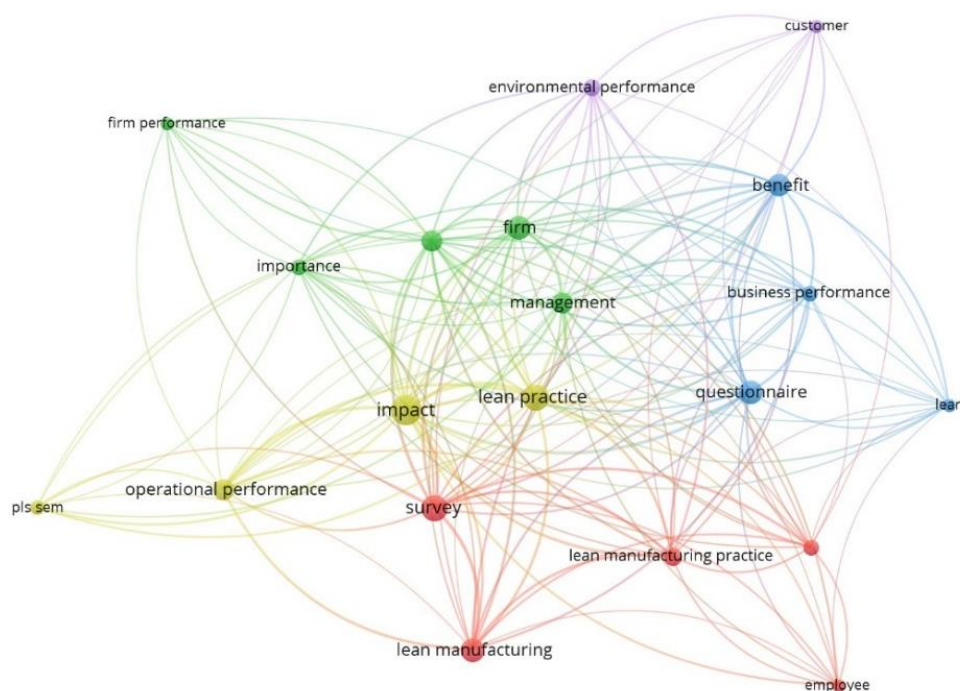 customer
environmental performance
firm performance
benefit
firm
importance
management
business performance
lean practice
questionnaire
impact
lean
operational performance
pls sem
survey
lean manufacturing practice
lean manufacturing
employee